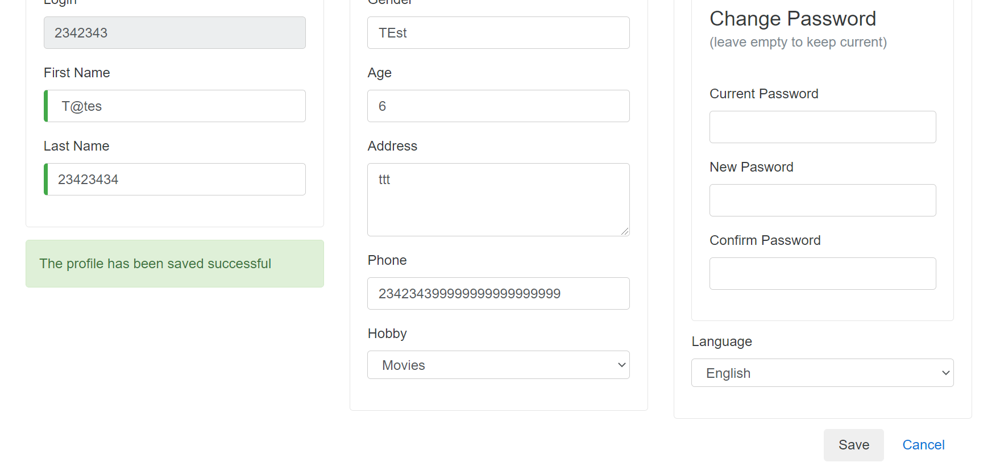 Login
2342343
First Name
T@tes
Last Name
23423434
The profile has been saved successful
Gender
TEst
Age
6
Address
ttt
Phone
234234399999999999999999
Hobby
Movies
Change Password
(leave empty to keep current)
Current Password
New Pasword
Confirm Password
Language
English
Save
Cancel